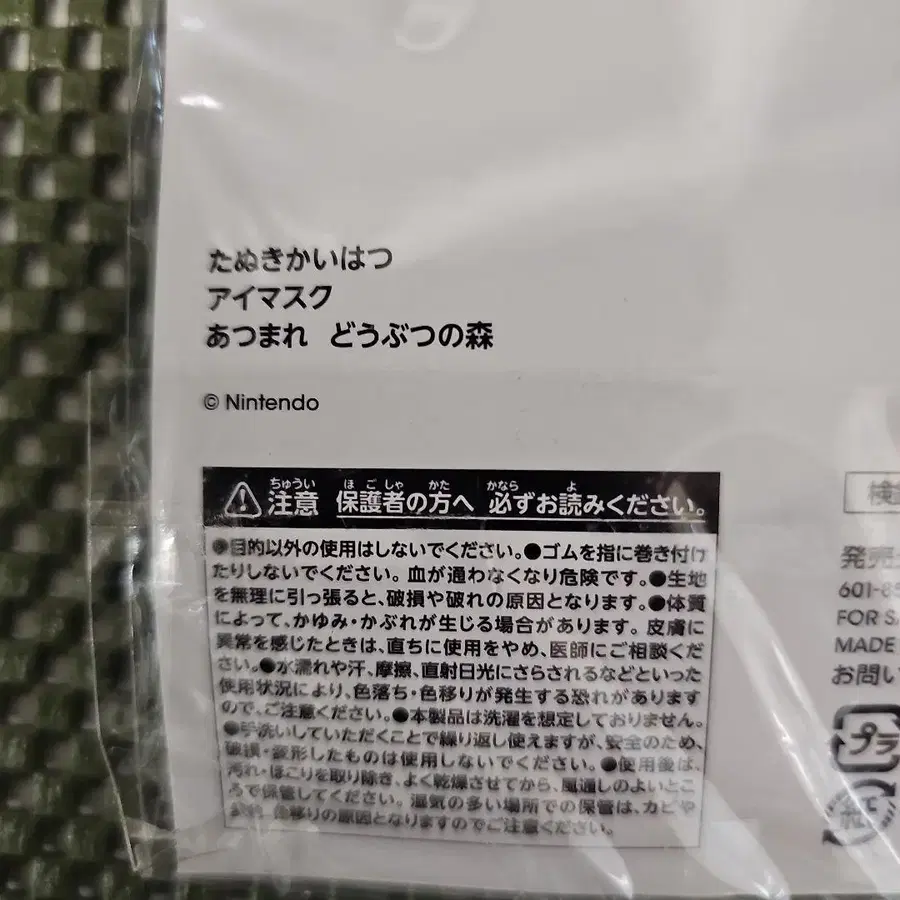 たぬきかいはつ
アイマスク
あつまれ どうぶつの森
© Nintendo
ちゅうい ほごしゃ かた かなら よ
注意 保護者の方へ 必ずお読みください。
●目的以外の使用はしないでください。●ゴムを指に巻き付け
たりしないでください。血が通わなくなり危険です。●生地
を無理に引っ張ると、破損や破れの原因となります。●体質
によって、かゆみ・かぶれが生じる場合があります。皮膚に
異常を感じたときは、直ちに使用をやめ、医師にご相談くだ
さい。●水濡れや汗、摩擦、直射日光にさらされるなどといった
使用状況により、色落ち・色移りが発生する恐れがあります
ので、ご注意ください。●本製品は洗濯を想定しておりません。
●手洗いしていただくことで繰り返し使えますが、安全のため、
破損・変形したものは使用しないでください。●使用後は、
汚れ・ほこりを取り除き、よく乾燥させてから、風通しのよいとこ
ろで保管してください。湿気の多い場所での保管は、カビや
色移りの原因となりますのでご注意ください。
検
発売
601-85
FOR SA
MADE
お問い
プラ
紙